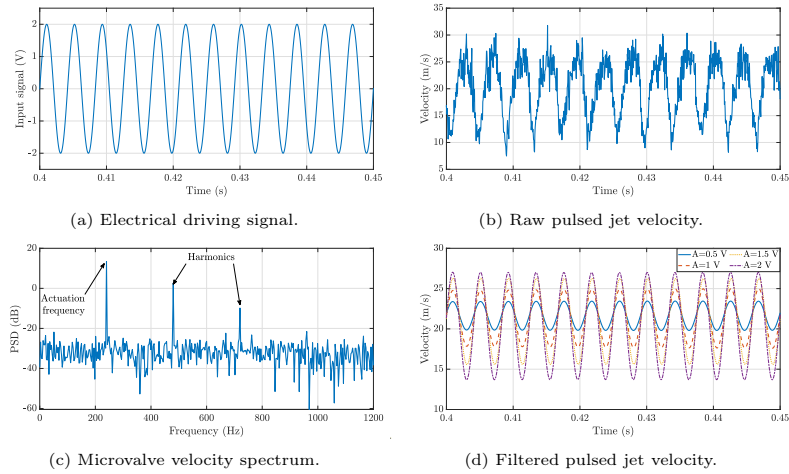 2
1
0
-1
-2
0.4
0.41
0.42
0.43
0.44
0.45
Input signal (V)
Time (s)
(a) Electrical driving signal.
35
30
25
20
15
10
5
0.4
0.41
0.42
0.43
0.44
0.45
Velocity (m/s)
Time (s)
(b) Raw pulsed jet velocity.
20
0
-20
-40
-60
0
200
400
600
800
1000
1200
PSD (dB)
Frequency (Hz)
Actuation
frequency
Harmonics
(c) Microvalve velocity spectrum.
30
25
20
15
10
0.4
0.41
0.42
0.43
0.44
0.45
Velocity (m/s)
Time (s)
A=0.5 V
A=1.5 V
A=1 V
A=2 V
(d) Filtered pulsed jet velocity.